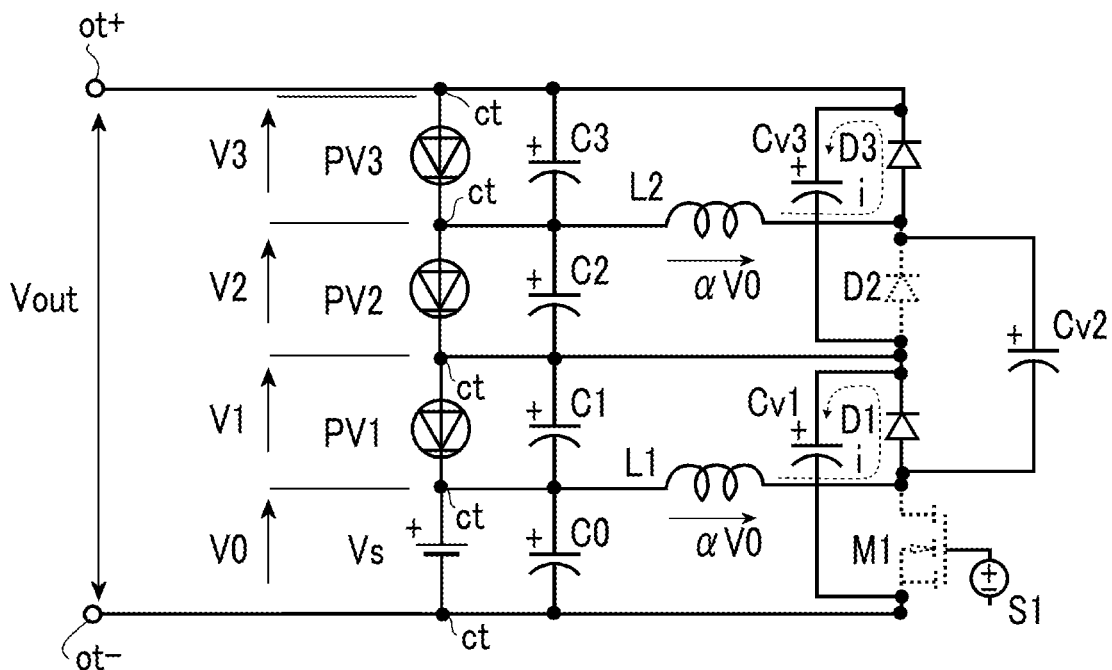 ot+
ct
V3
PV3
C3
Cv3
D3
i
ct
L2
V2
PV2
C2
αV0
D2
Cv2
Vout
ct
V1
PV1
C1
Cv1
D1
i
L1
ct
V0
Vs
C0
αV0
M1
S1
ct
ot-
+
+
+
+
+
+
+
+
+
-